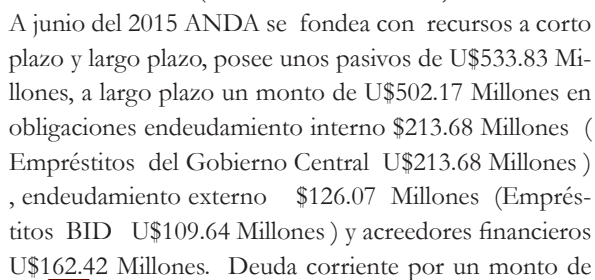 A junio del 2015 ANDA se fondea con recursos a corto
plazo y largo plazo, posee unos pasivos de U$533.83 Mi-
llones, a largo plazo un monto de U$502.17 Millones en
obligaciones endeudamiento interno $213.68 Millones (
Empréstitos del Gobierno Central U$213.68 Millones )
, endeudamiento externo $126.07 Millones (Emprés-
titos BID U$109.64 Millones ) y acreedores financieros
U$162.42 Millones. Deuda corriente por un monto de